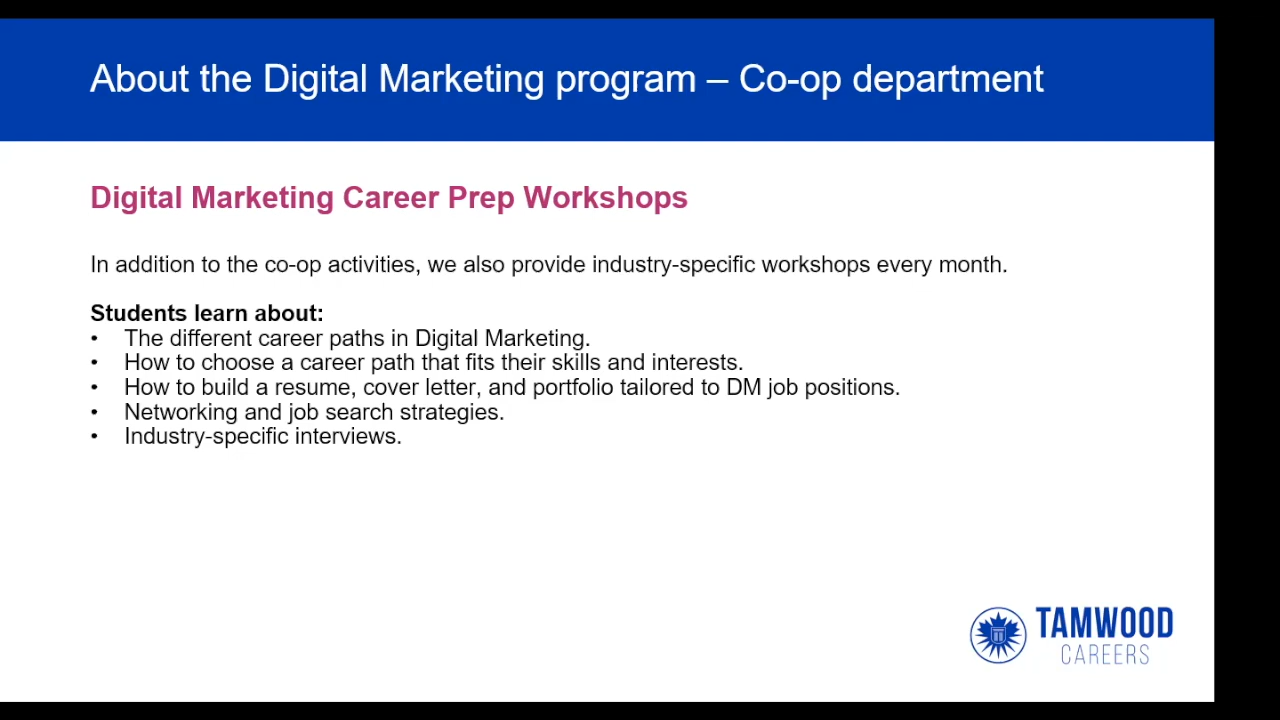 About the Digital Marketing program – Co-op department
Digital Marketing Career Prep Workshops
In addition to the co-op activities, we also provide industry-specific workshops every month.
Students learn about:
• The different career paths in Digital Marketing.
• How to choose a career path that fits their skills and interests.
• How to build a resume, cover letter, and portfolio tailored to DM job positions.
• Networking and job search strategies.
• Industry-specific interviews.
TAMWOOD
CAREERS